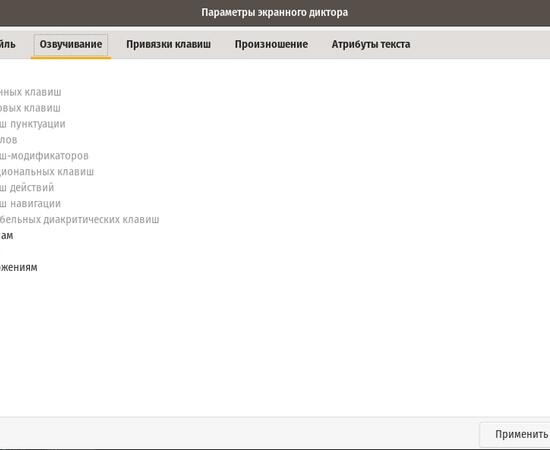 Параметры экранного диктора
йль Озвучивание Привязки клавиш Произношение Атрибуты текста
нных клавиш
овых клавиш
ш пунктуации
лов
ш-модификаторов
циональных клавиш
ш действий
ш навигации
бельных диакритических клавиш
ам
жениям
Применить